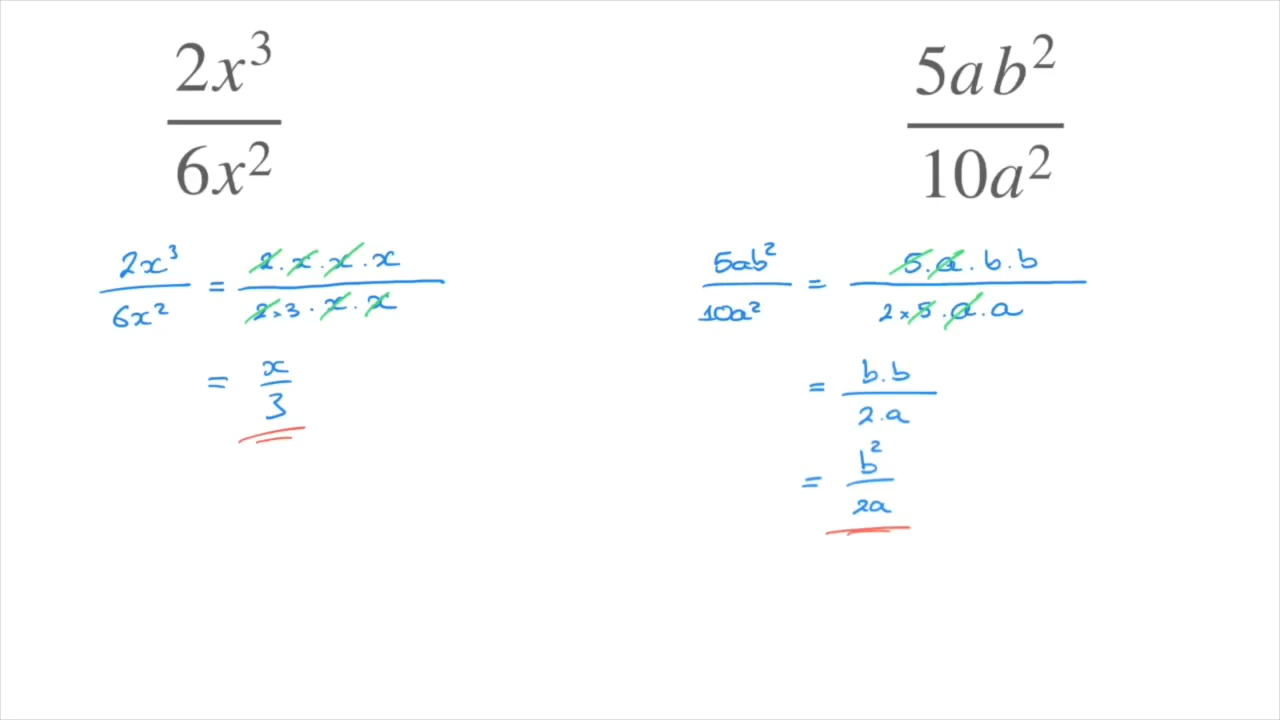 2x³/6x²
2x³/6x² = 2.x.x.x/2×3.x.x
= x/3
5ab²/10a²
5ab²/10a² = 5.a.b.b/2×5.a.a
= b.b/2.a
= b²/2a